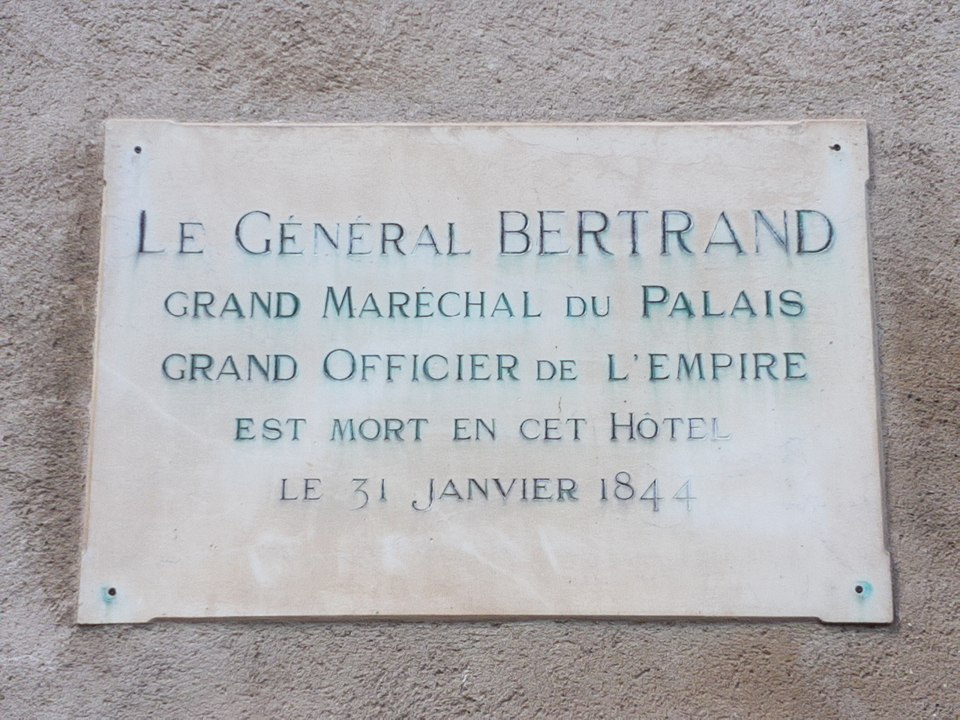 Le Général BERTRAND
GRAND MARÉCHAL DU PALAIS
GRAND OFFICIER DE L'EMPIRE
EST MORT EN CET HÔTEL
LE 31 JANVIER 1844